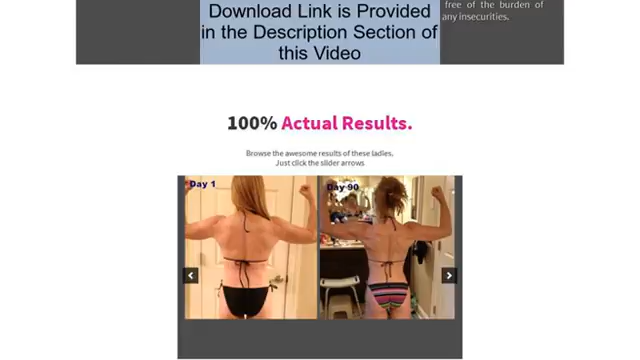 Download Link is Provided
in the Description Section of
this Video
free of the burden of
any insecurities.
100% Actual Results.
Browse the awesome results of these ladies.
Just click the slider arrows
Day 1
Day 90